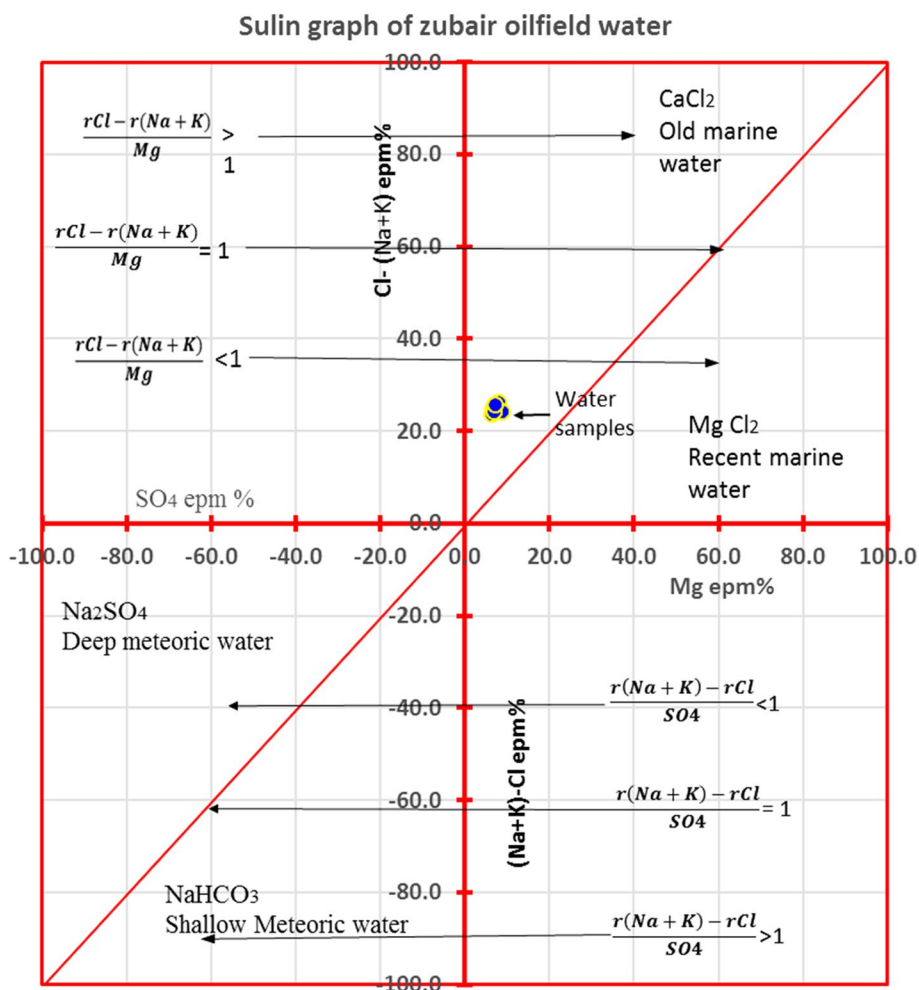 Sulin graph of zubair oilfield water
100.0
80.0
60.0
40.0
20.0
0.0
-20.0
-40.0
-60.0
-80.0
-100.0
Cl- (Na+K) epm%
(Na+K)-Cl epm%
rCl−r(Na+K)
Mg
>
1
CaCl2
Old marine
water
rCl−r(Na+K)
Mg
= 1
rCl−r(Na+K)
Mg
<1
Water
samples
Mg Cl2
Recent marine
water
SO4 epm %
-100.0 -80.0 -60.0 -40.0 -20.0 0.0 20.0 40.0 60.0 80.0 100.0
Mg epm%
Na2SO4
Deep meteoric water
r(Na+K)−rCl
SO4
<1
r(Na+K)−rCl
SO4
= 1
NaHCO3
Shallow Meteoric water
r(Na+K)−rCl
SO4
>1